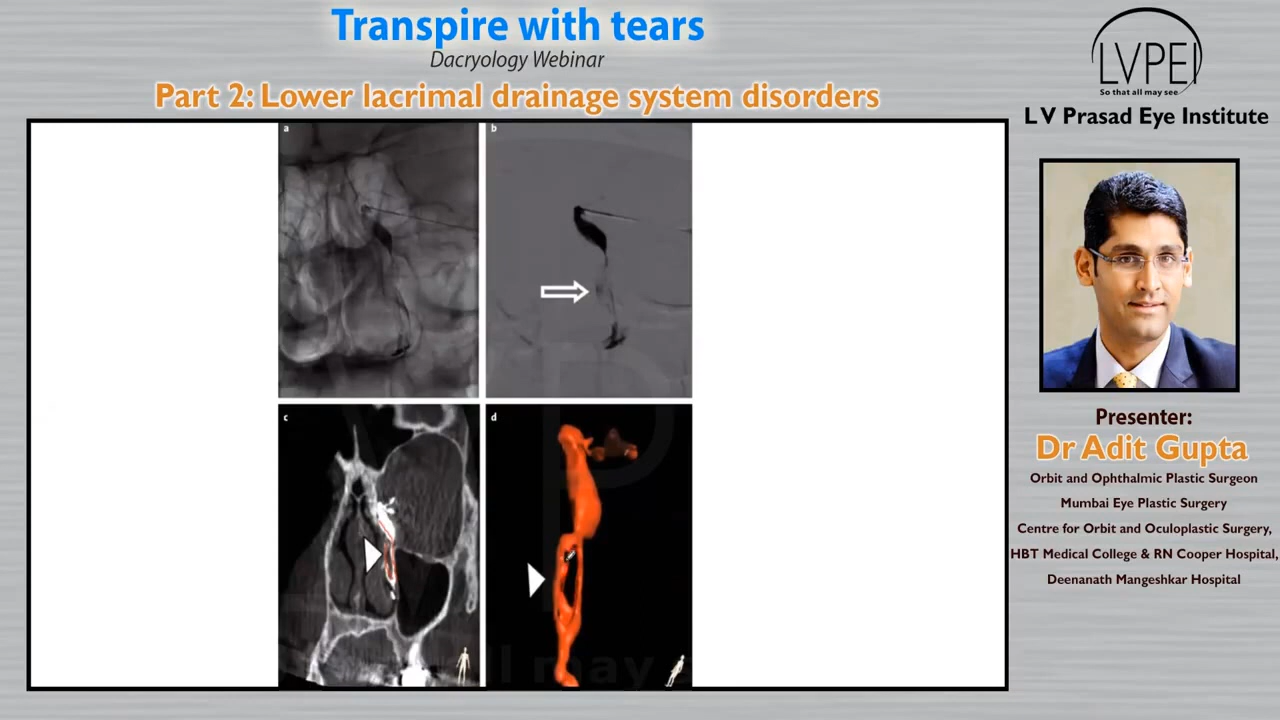 Transpire with tears
Dacryology Webinar
Part 2: Lower lacrimal drainage system disorders
a
b
c
d
ll may
LVPEI
So that all may see
L V Prasad Eye Institute
Presenter:
Dr Adit Gupta
Orbit and Ophthalmic Plastic Surgeon
Mumbai Eye Plastic Surgery
Centre for Orbit and Oculoplastic Surgery,
HBT Medical College & RN Cooper Hospital,
Deenanath Mangeshkar Hospital